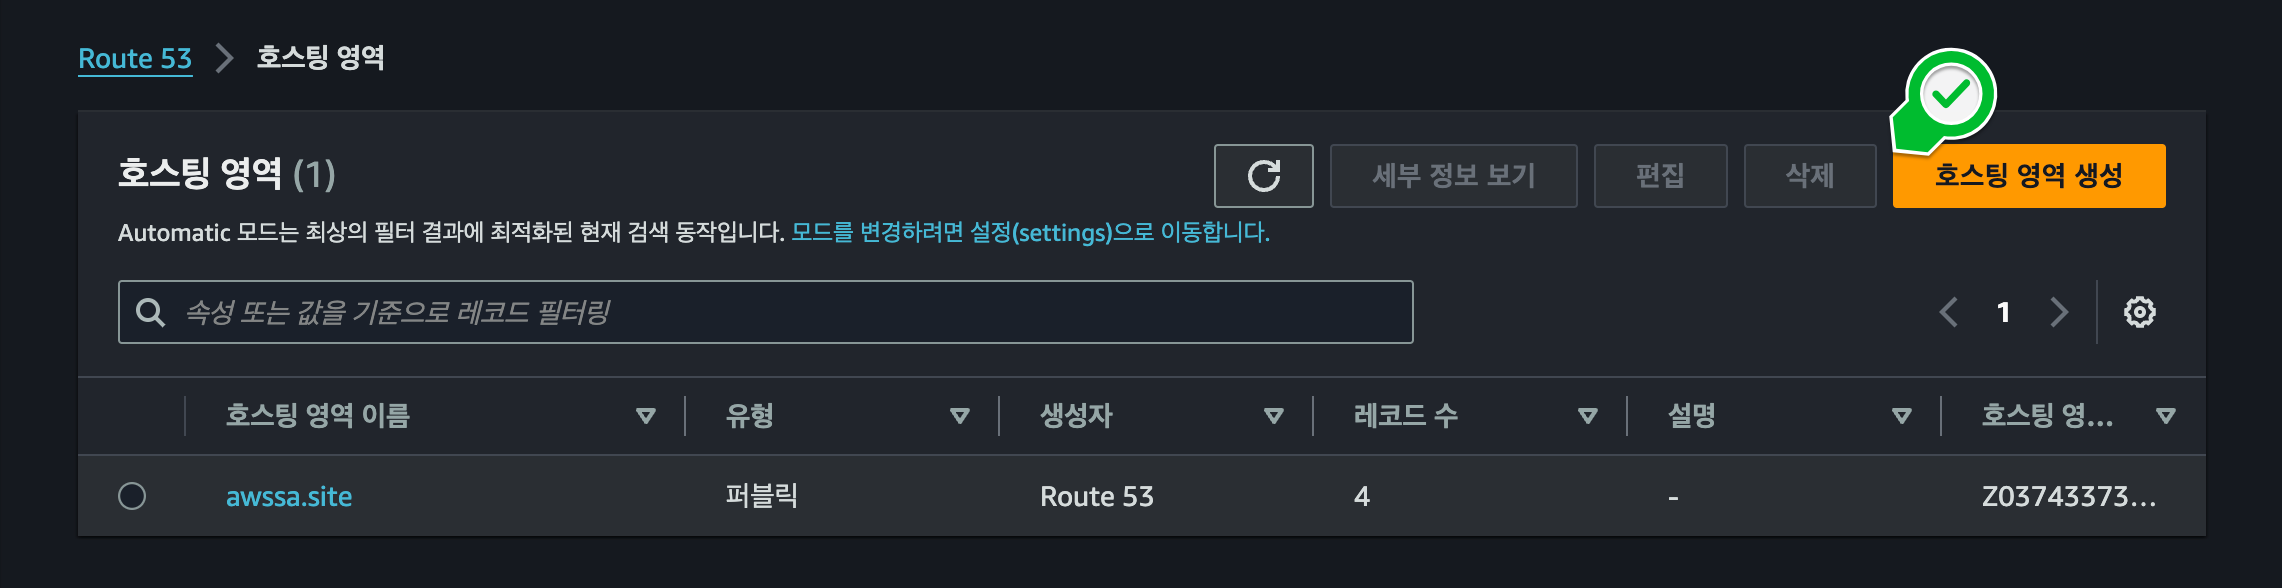 Route 53 > 호스팅 영역
호스팅 영역 (1)
세부 정보 보기 편집 삭제 호스팅 영역 생성
Automatic 모드는 최상의 필터 결과에 최적화된 현재 검색 동작입니다. 모드를 변경하려면 설정(settings)으로 이동합니다.
속성 또는 값을 기준으로 레코드 필터링
1
호스팅 영역 이름 유형 생성자 레코드 수 설명 호스팅 영...
awssa.site 퍼블릭 Route 53 4 - Z03743373...